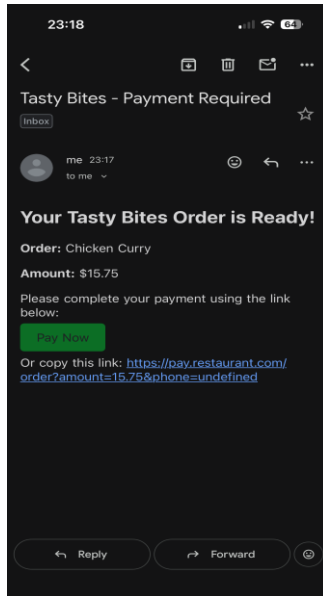 23:18
64
Tasty Bites - Payment Required
Inbox
me 23:17
to me
Your Tasty Bites Order is Ready!
Order: Chicken Curry
Amount: $15.75
Please complete your payment using the link
below:
Pay Now
Or copy this link: https://pay.restaurant.com/
order?amount=15.75&phone=undefined
Reply
Forward